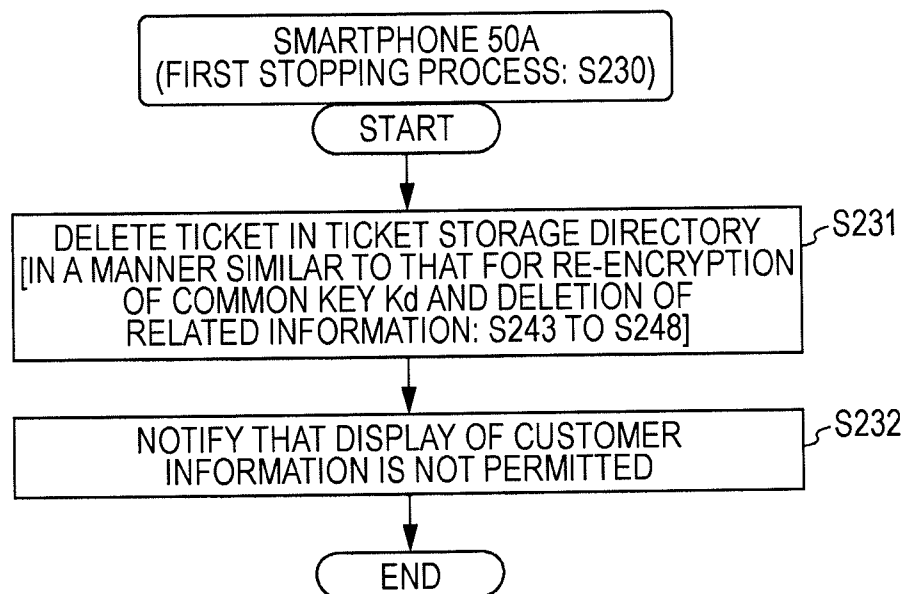 SMARTPHONE 50A
(FIRST STOPPING PROCESS: S230)
START
DELETE TICKET IN TICKET STORAGE DIRECTORY
[IN A MANNER SIMILAR TO THAT FOR RE-ENCRYPTION
OF COMMON KEY Kd AND DELETION OF
RELATED INFORMATION: S243 TO S248]
S231
NOTIFY THAT DISPLAY OF CUSTOMER
INFORMATION IS NOT PERMITTED
S232
END